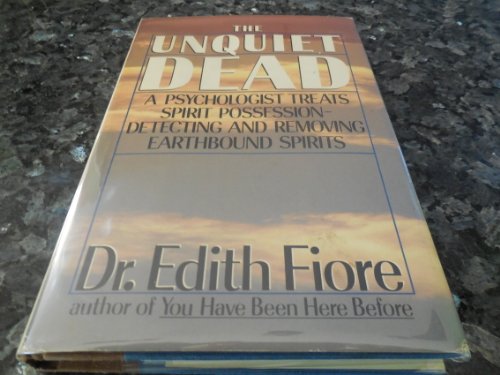 THE
UNQUIET
DEAD
A PSYCHOLOGIST TREATS
SPIRIT POSSESSION-
DETECTING AND REMOVING
EARTHBOUND SPIRITS
Dr. Edith Fiore
author of You Have Been Here Before